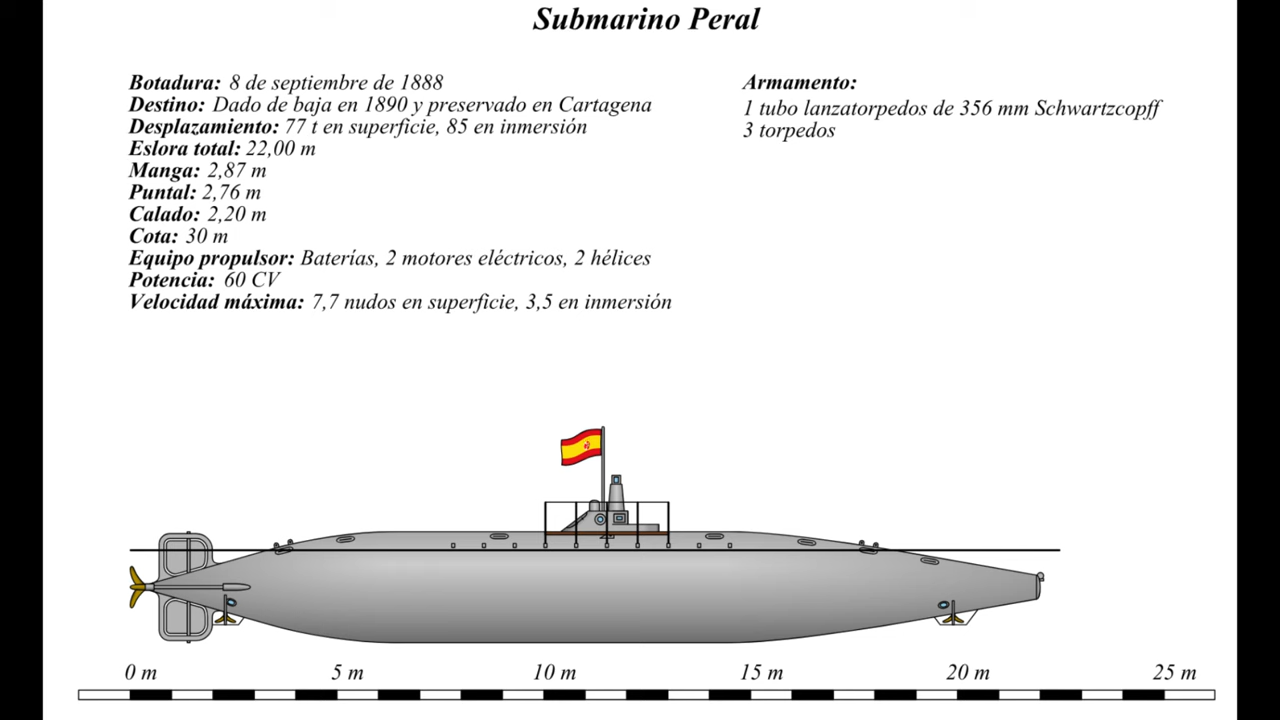 Submarino Peral
Botadura: 8 de septiembre de 1888
Destino: Dado de baja en 1890 y preservado en Cartagena
Desplazamiento: 77 t en superficie, 85 en inmersión
Eslora total: 22,00 m
Manga: 2,87 m
Puntal: 2,76 m
Calado: 2,20 m
Cota: 30 m
Equipo propulsor: Baterías, 2 motores eléctricos, 2 hélices
Potencia: 60 CV
Velocidad máxima: 7,7 nudos en superficie, 3,5 en inmersión
Armamento:
1 tubo lanzatorpedos de 356 mm Schwartzcopff
3 torpedos
0 m 5 m 10 m 15 m 20 m 25 m